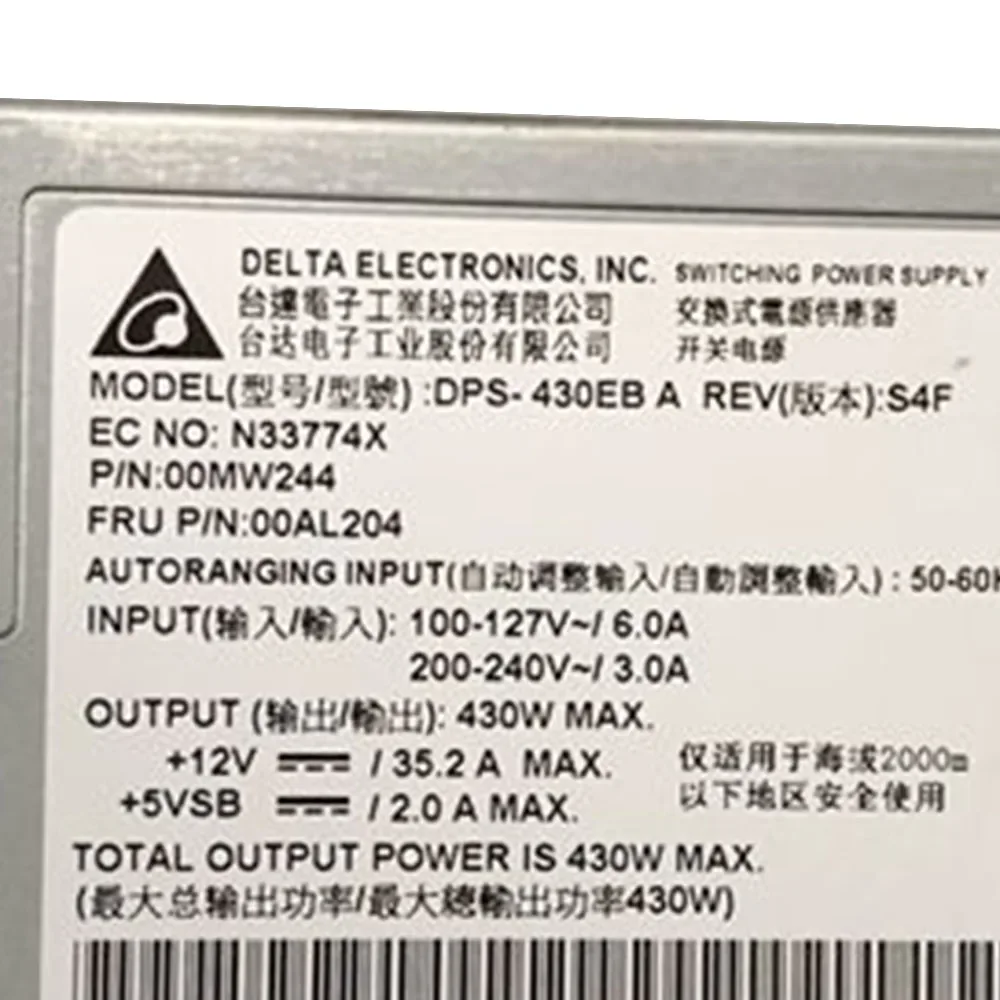 DELTA ELECTRONICS, INC. SWITCHING POWER SUPPLY
台達電子工業股份有限公司 交換式電源供應器
台达电子工业股份有限公司 开关电源
MODEL(型号/型號) :DPS- 430EB A REV(版本):S4F
EC NO: N33774X
P/N:00MW244
FRU P/N:00AL204
AUTORANGING INPUT(自动调整输入/自動調整輸入) : 50-60H
INPUT(输入/輸入): 100-127V~/ 6.0A
200-240V~/ 3.0A
OUTPUT (输出/輸出): 430W MAX.
+12V ⎓ / 35.2 A MAX. 仅适用于海拔2000m
+5VSB ⎓ / 2.0 A MAX. 以下地区安全使用
TOTAL OUTPUT POWER IS 430W MAX.
(最大总输出功率/最大總輸出功率430W)